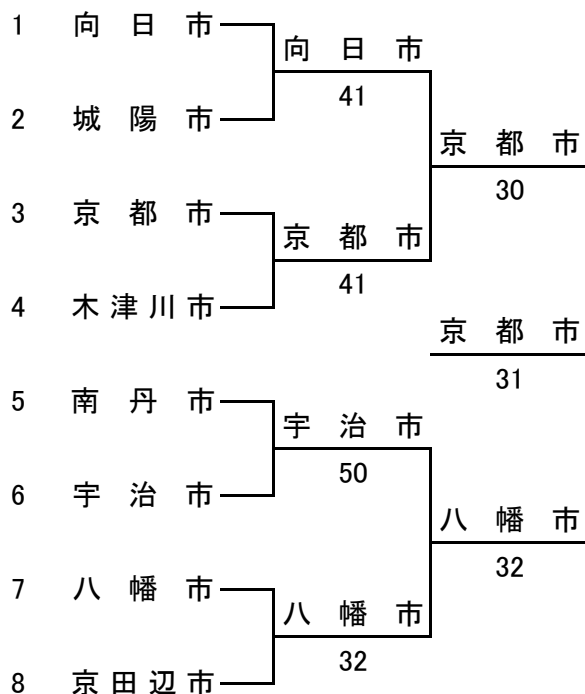 1 向日市
向日市
41
2 城陽市
京都市
30
3 京都市
京都市
41
4 木津川市
京都市
31
5 南丹市
宇治市
50
6 宇治市
八幡市
32
7 八幡市
八幡市
32
8 京田辺市